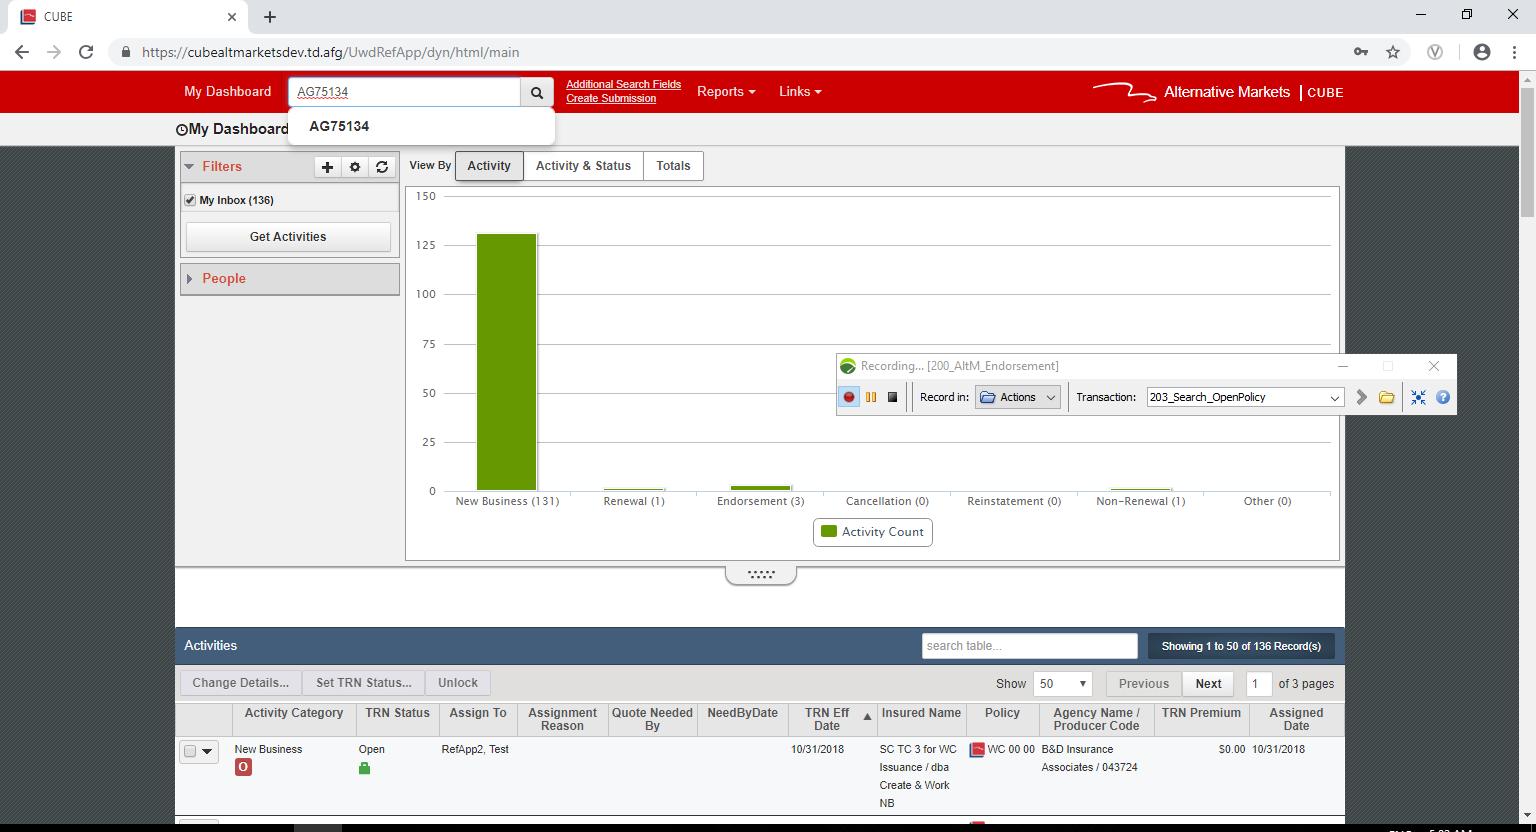 CUBE
https://cubealtmarketsdev.td.afg/UwdRefApp/dyn/html/main
My Dashboard
AG75134
Additional Search Fields
Create Submission
Reports
Links
Alternative Markets | CUBE
AG75134
My Dashboard
Filters
My Inbox (136)
Get Activities
People
View By
Activity
Activity & Status
Totals
150
125
100
75
50
25
0
New Business (131)
Renewal (1)
Endorsement (3)
Cancellation (0)
Reinstatement (0)
Non-Renewal (1)
Other (0)
Activity Count
Recording... [200_AltM_Endorsement]
Record in:
Actions
Transaction:
203_Search_OpenPolicy
Activities
search table...
Showing 1 to 50 of 136 Record(s)
Change Details...
Set TRN Status...
Unlock
Show
50
Previous
Next
1
of 3 pages
Activity Category
TRN Status
Assign To
Assignment Reason
Quote Needed By
NeedByDate
TRN Eff Date
Insured Name
Policy
Agency Name / Producer Code
TRN Premium
Assigned Date
New Business
O
Open
RefApp2, Test
10/31/2018
SC TC 3 for WC
Issuance / dba
Create & Work
NB
WC 00 00
B&D Insurance
Associates / 043724
$0.00
10/31/2018